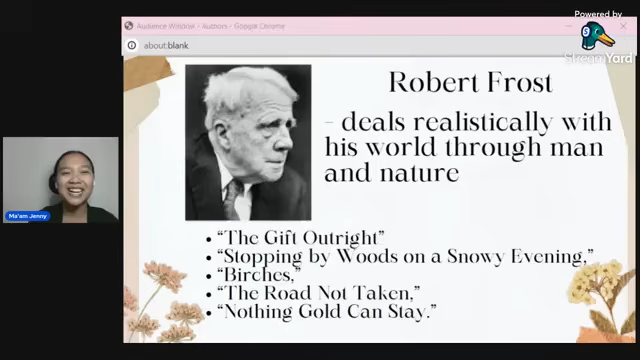 Powered by
StreamYard
Audience Window - Authors - Google Chrome
about:blank
Robert Frost
- deals realistically with
his world through man
and nature
Ma'am Jenny
• “The Gift Outright”
• “Stopping by Woods on a Snowy Evening,”
• “Birches,”
• “The Road Not Taken,”
• “Nothing Gold Can Stay.”